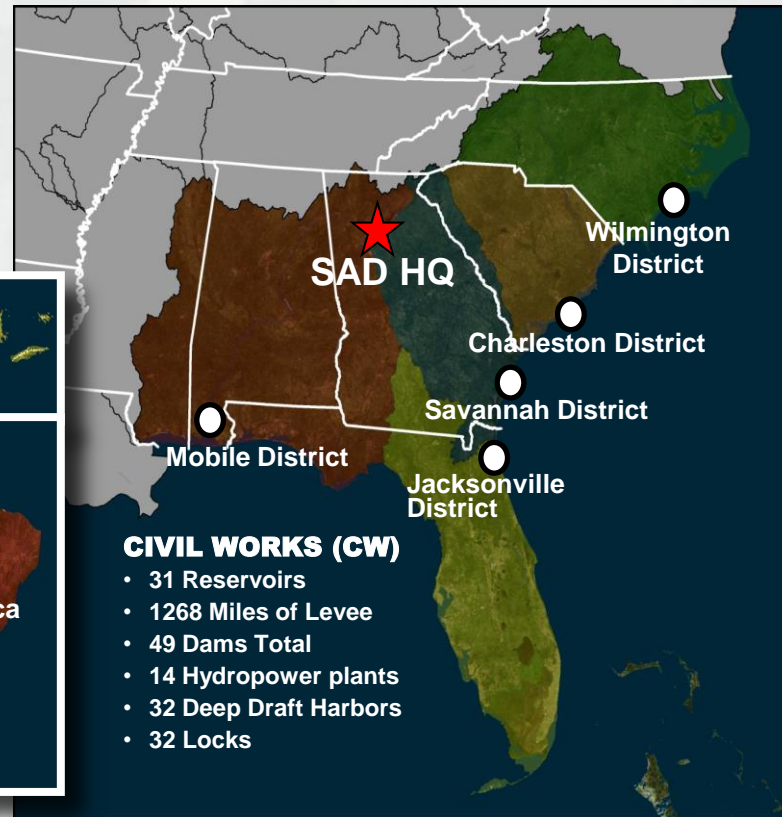 SAD HQ
Wilmington
District
Charleston District
Savannah District
Mobile District
Jacksonville
District
CIVIL WORKS (CW)
• 31 Reservoirs
• 1268 Miles of Levee
• 49 Dams Total
• 14 Hydropower plants
• 32 Deep Draft Harbors
• 32 Locks